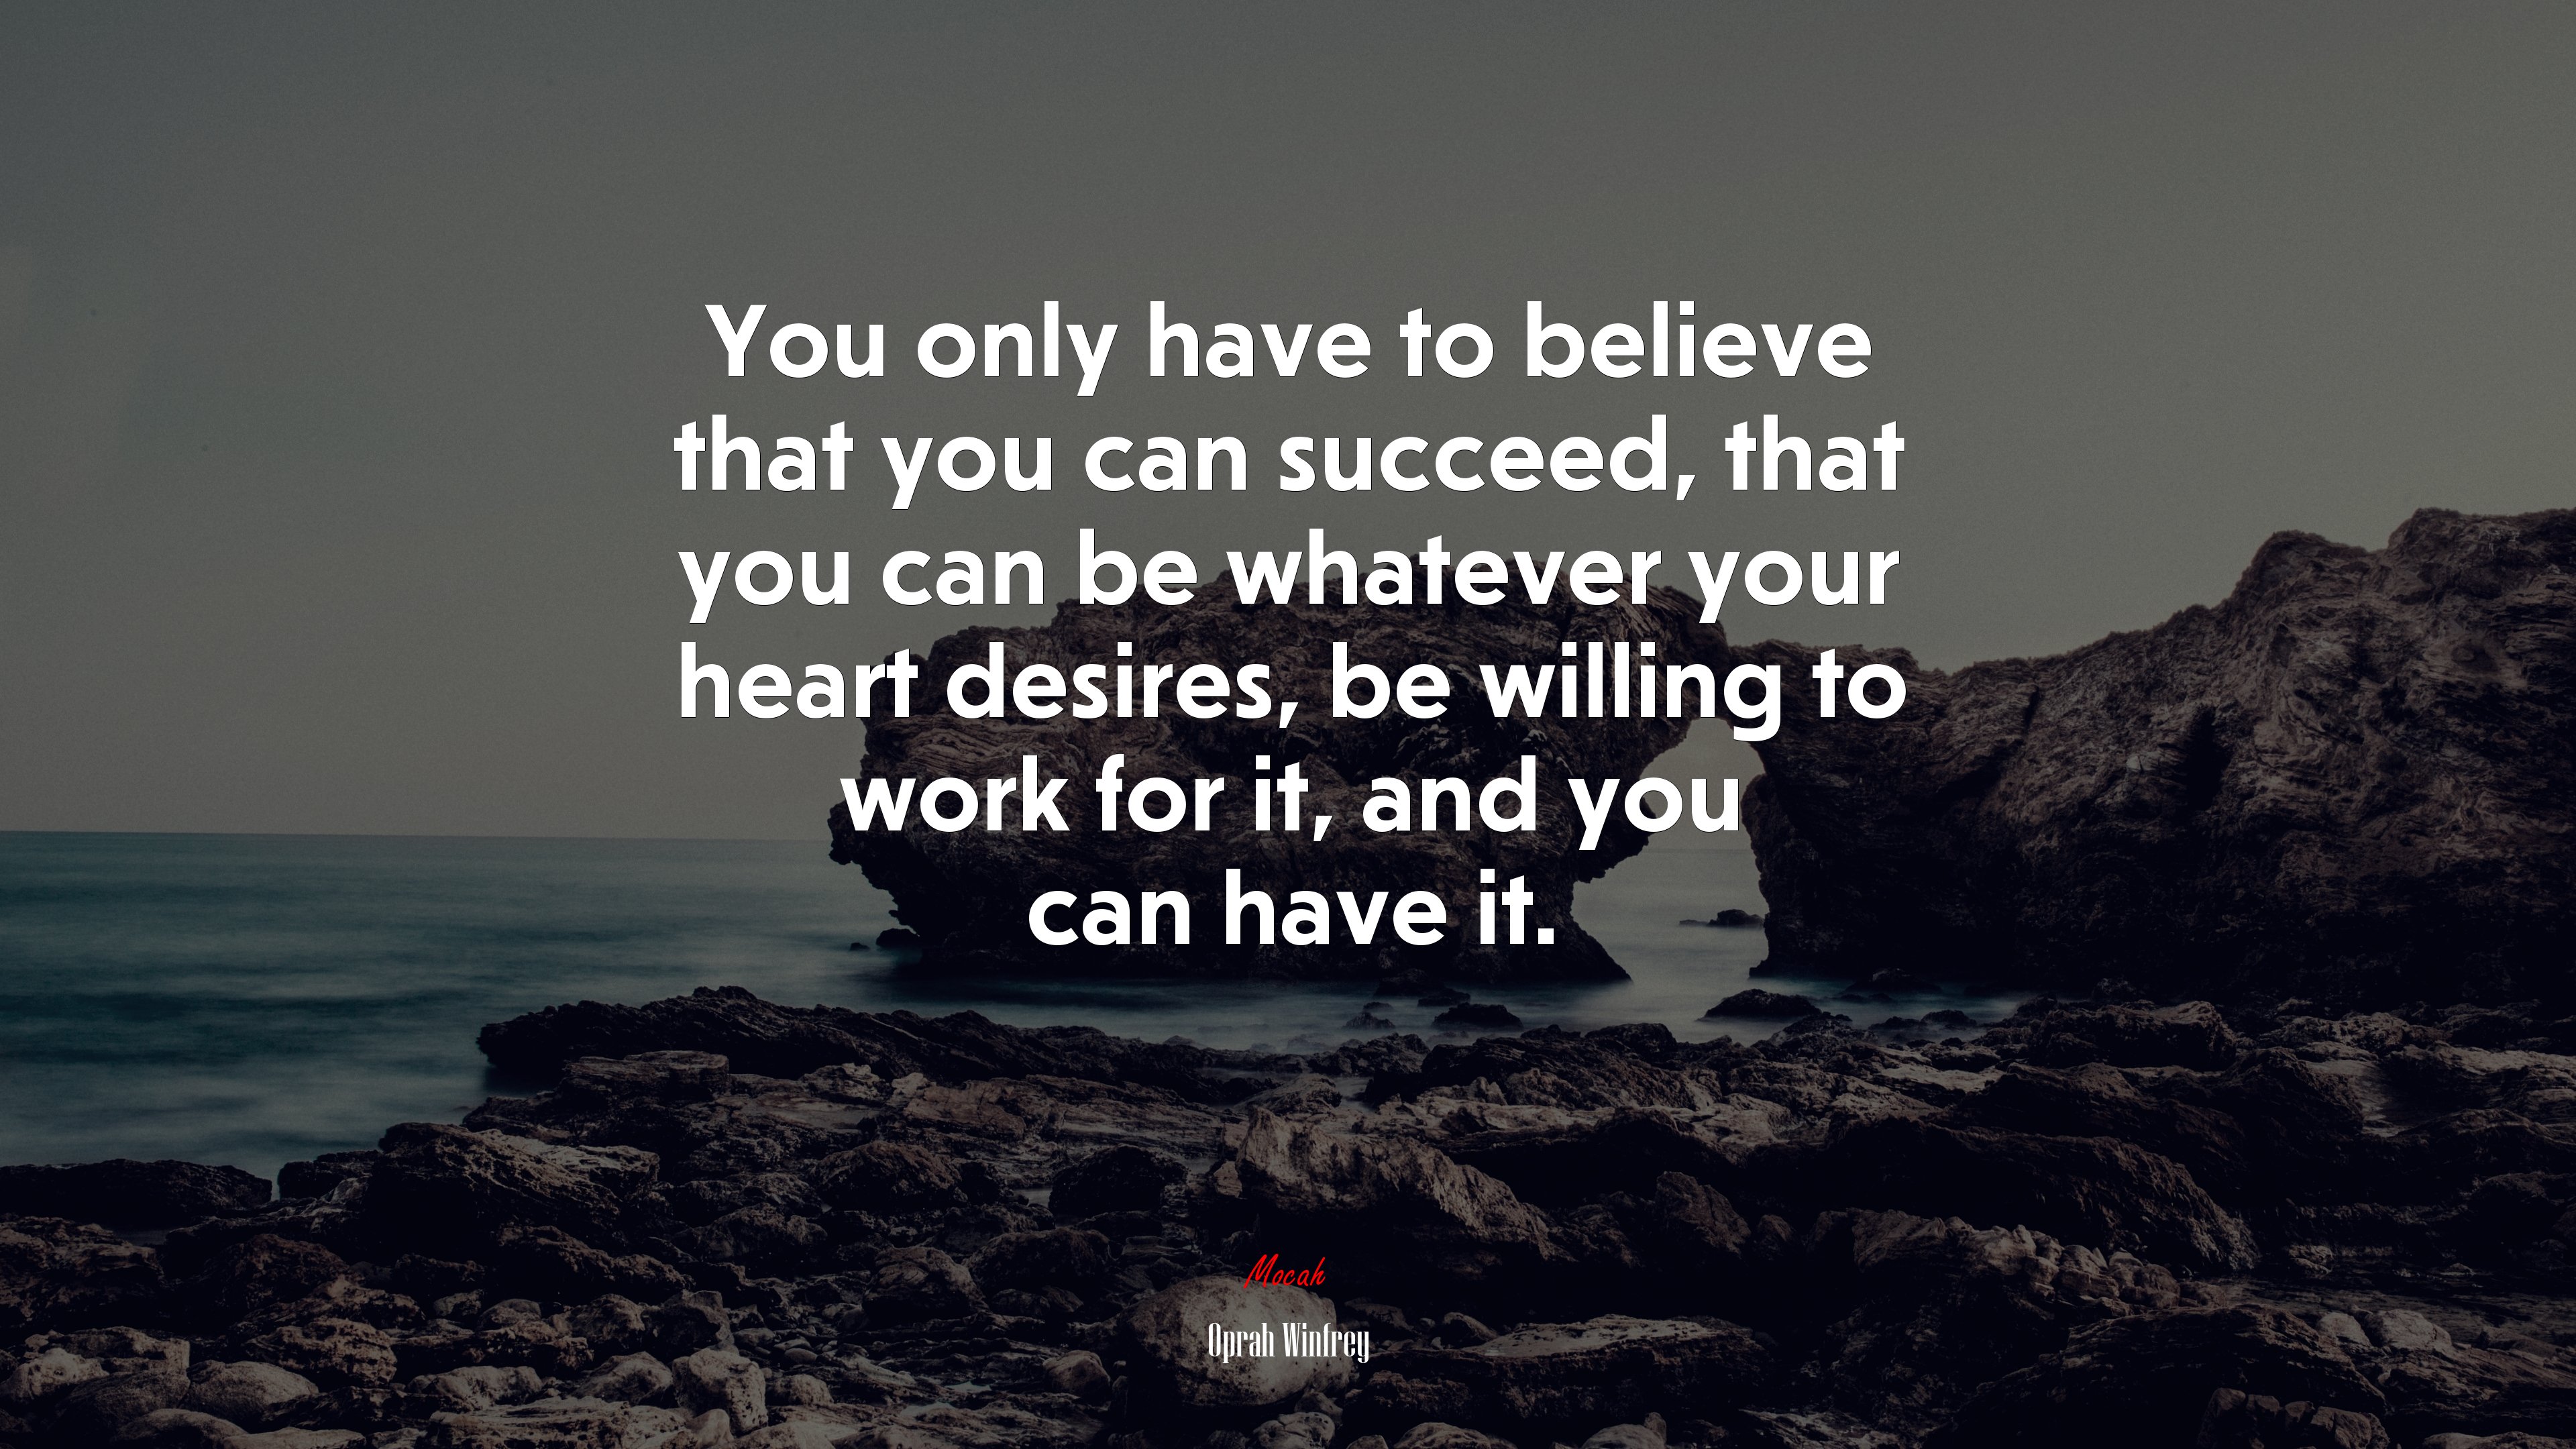 You only have to believe
that you can succeed, that
you can be whatever your
heart desires, be willing to
work for it, and you
can have it.
Mocah
Oprah Winfrey